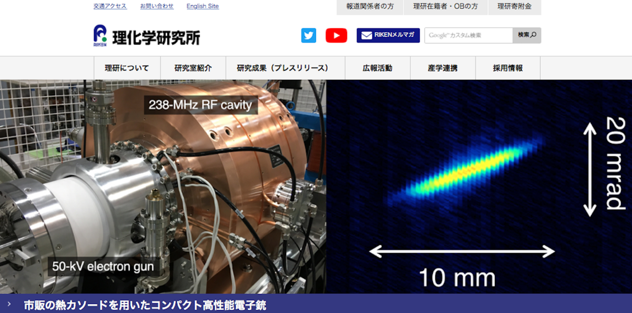 交通アクセス お問い合わせ English Site 報道関係者の方 理研在籍者・OBの方 理研寄附金
理化学研究所 RIKENメルマガ Google カスタム検索 検索
理研について 研究室紹介 研究成果（プレスリリース） 広報活動 産学連携 採用情報
238-MHz RF cavity
50-kV electron gun
20 mrad
10 mm
市販の熱カソードを用いたコンパクト高性能電子銃